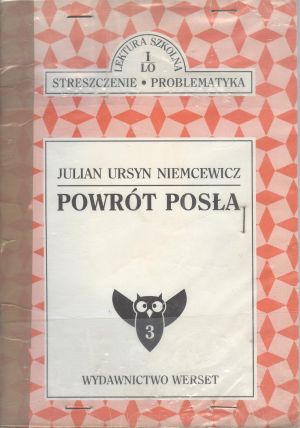 LEKTURA SZKOLNA
I
LO
STRESZCZENIE • PROBLEMATYKA
JULIAN URSYN NIEMCEWICZ
POWRÓT POSŁA
3
WYDAWNICTWO WERSET